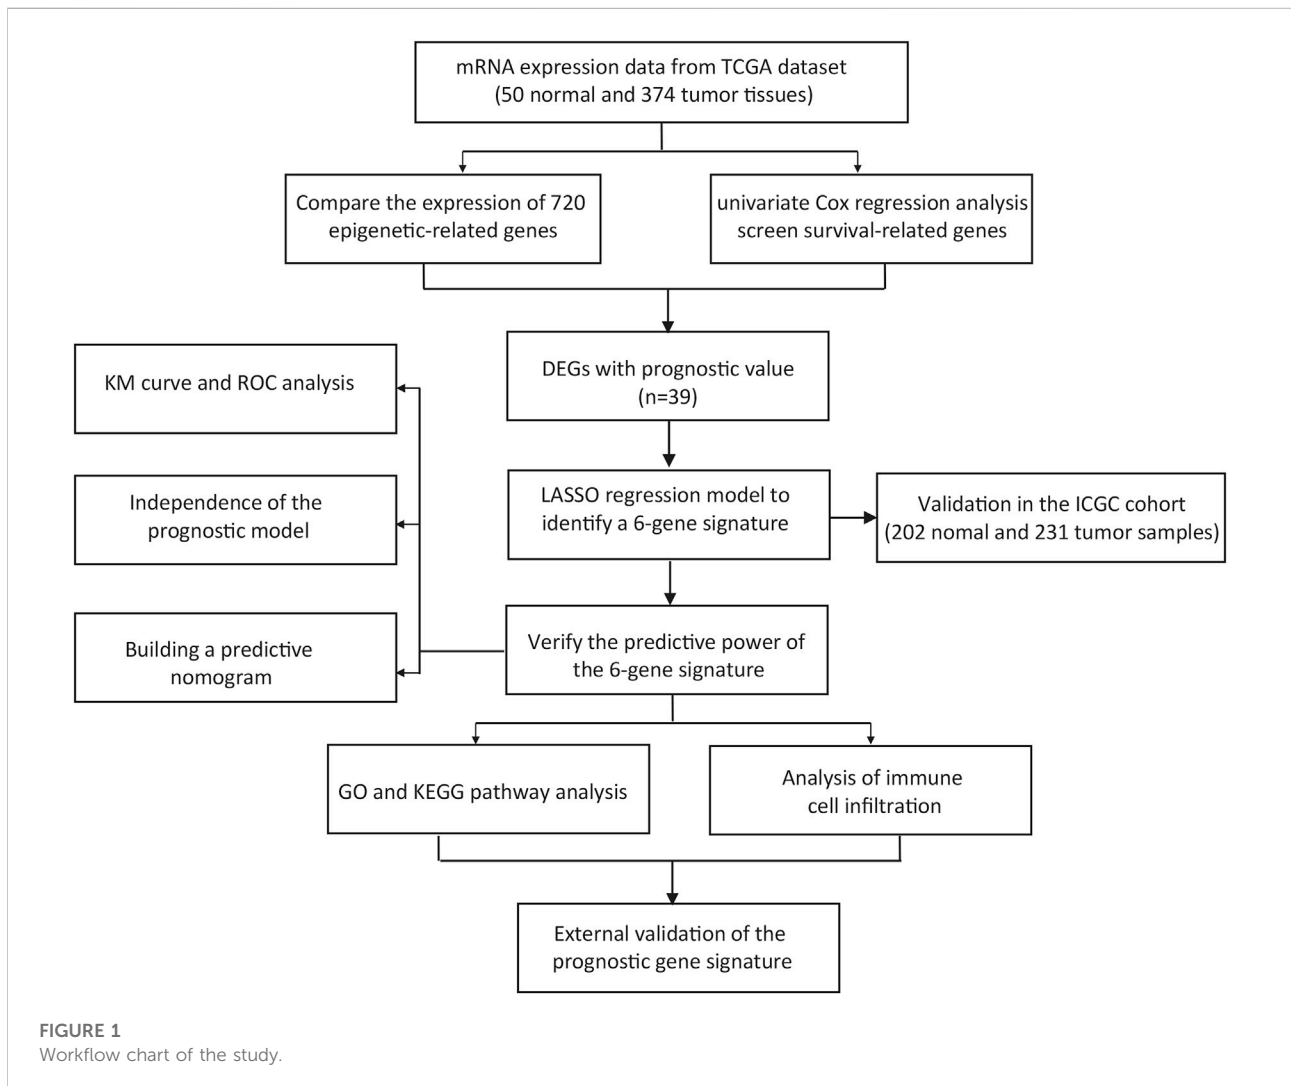 mRNA expression data from TCGA dataset
(50 normal and 374 tumor tissues)
Compare the expression of 720
epigenetic-related genes
univariate Cox regression analysis
screen survival-related genes
DEGs with prognostic value
(n=39)
KM curve and ROC analysis
LASSO regression model to
identify a 6-gene signature
Validation in the ICGC cohort
(202 nomal and 231 tumor samples)
Independence of the
prognostic model
Verify the predictive power of
the 6-gene signature
Building a predictive
nomogram
GO and KEGG pathway analysis
Analysis of immune
cell infiltration
External validation of the
prognostic gene signature
FIGURE 1
Workflow chart of the study.